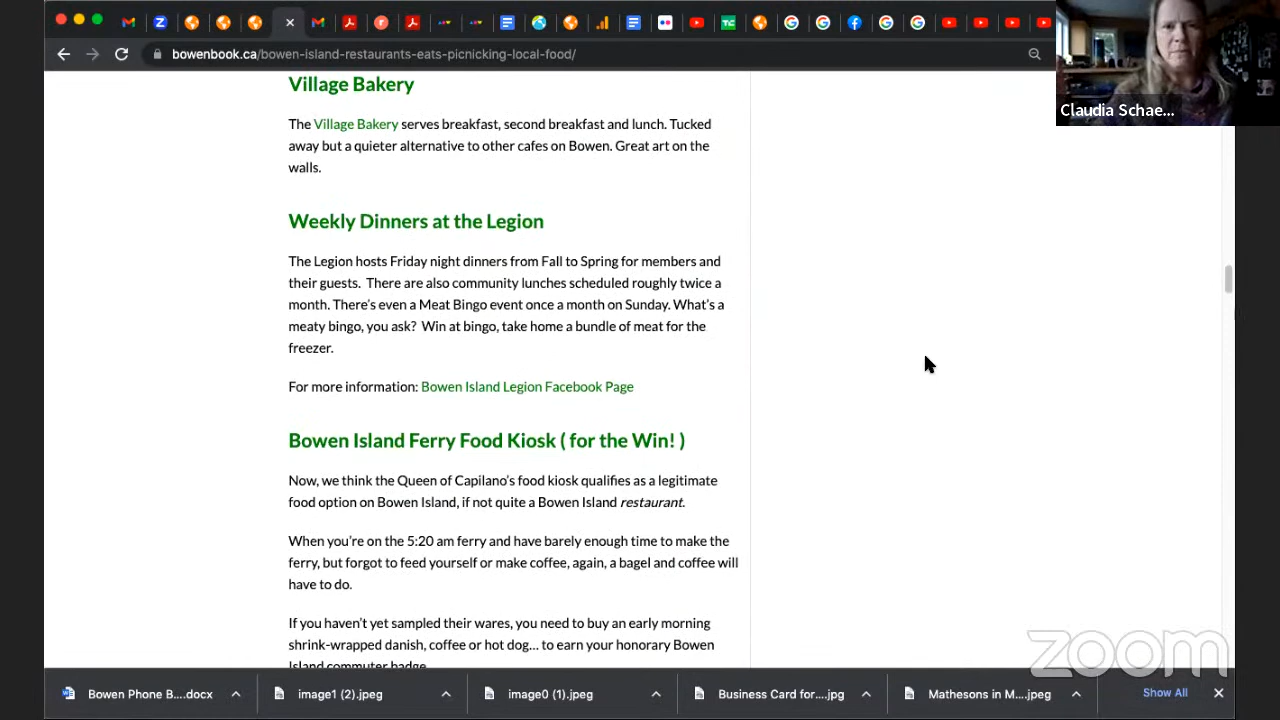 bowenbook.ca/bowen-island-restaurants-eats-picnicking-local-food/
Claudia Schae...
Village Bakery
The Village Bakery serves breakfast, second breakfast and lunch. Tucked
away but a quieter alternative to other cafes on Bowen. Great art on the
walls.
Weekly Dinners at the Legion
The Legion hosts Friday night dinners from Fall to Spring for members and
their guests.  There are also community lunches scheduled roughly twice a
month. There's even a Meat Bingo event once a month on Sunday. What's a
meaty bingo, you ask?  Win at bingo, take home a bundle of meat for the
freezer.
For more information: Bowen Island Legion Facebook Page
Bowen Island Ferry Food Kiosk ( for the Win! )
Now, we think the Queen of Capilano's food kiosk qualifies as a legitimate
food option on Bowen Island, if not quite a Bowen Island restaurant.
When you're on the 5:20 am ferry and have barely enough time to make the
ferry, but forgot to feed yourself or make coffee, again, a bagel and coffee will
have to do.
If you haven't yet sampled their wares, you need to buy an early morning
shrink-wrapped danish, coffee or hot dog... to earn your honorary Bowen
Island commuter badge.
zoom
Bowen Phone B....docx
image1 (2).jpeg
image0 (1).jpeg
Business Card for....jpg
Mathesons in M....jpeg
Show All